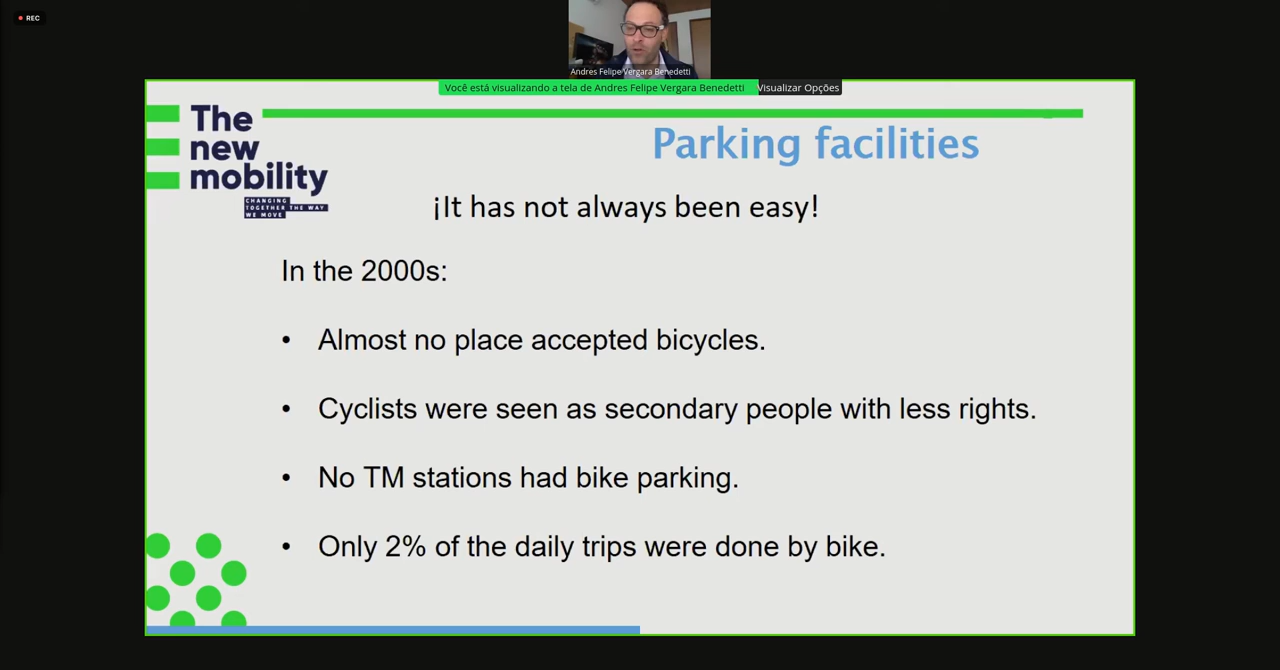 REC
Andres Felipe Vergara Benedetti
Você está visualizando a tela de Andres Felipe Vergara Benedetti
Visualizar Opções
The
new
mobility
CHANGING
TOGETHER THE WAY
WE MOVE
Parking facilities
¡It has not always been easy!
In the 2000s:
• Almost no place accepted bicycles.
• Cyclists were seen as secondary people with less rights.
• No TM stations had bike parking.
• Only 2% of the daily trips were done by bike.